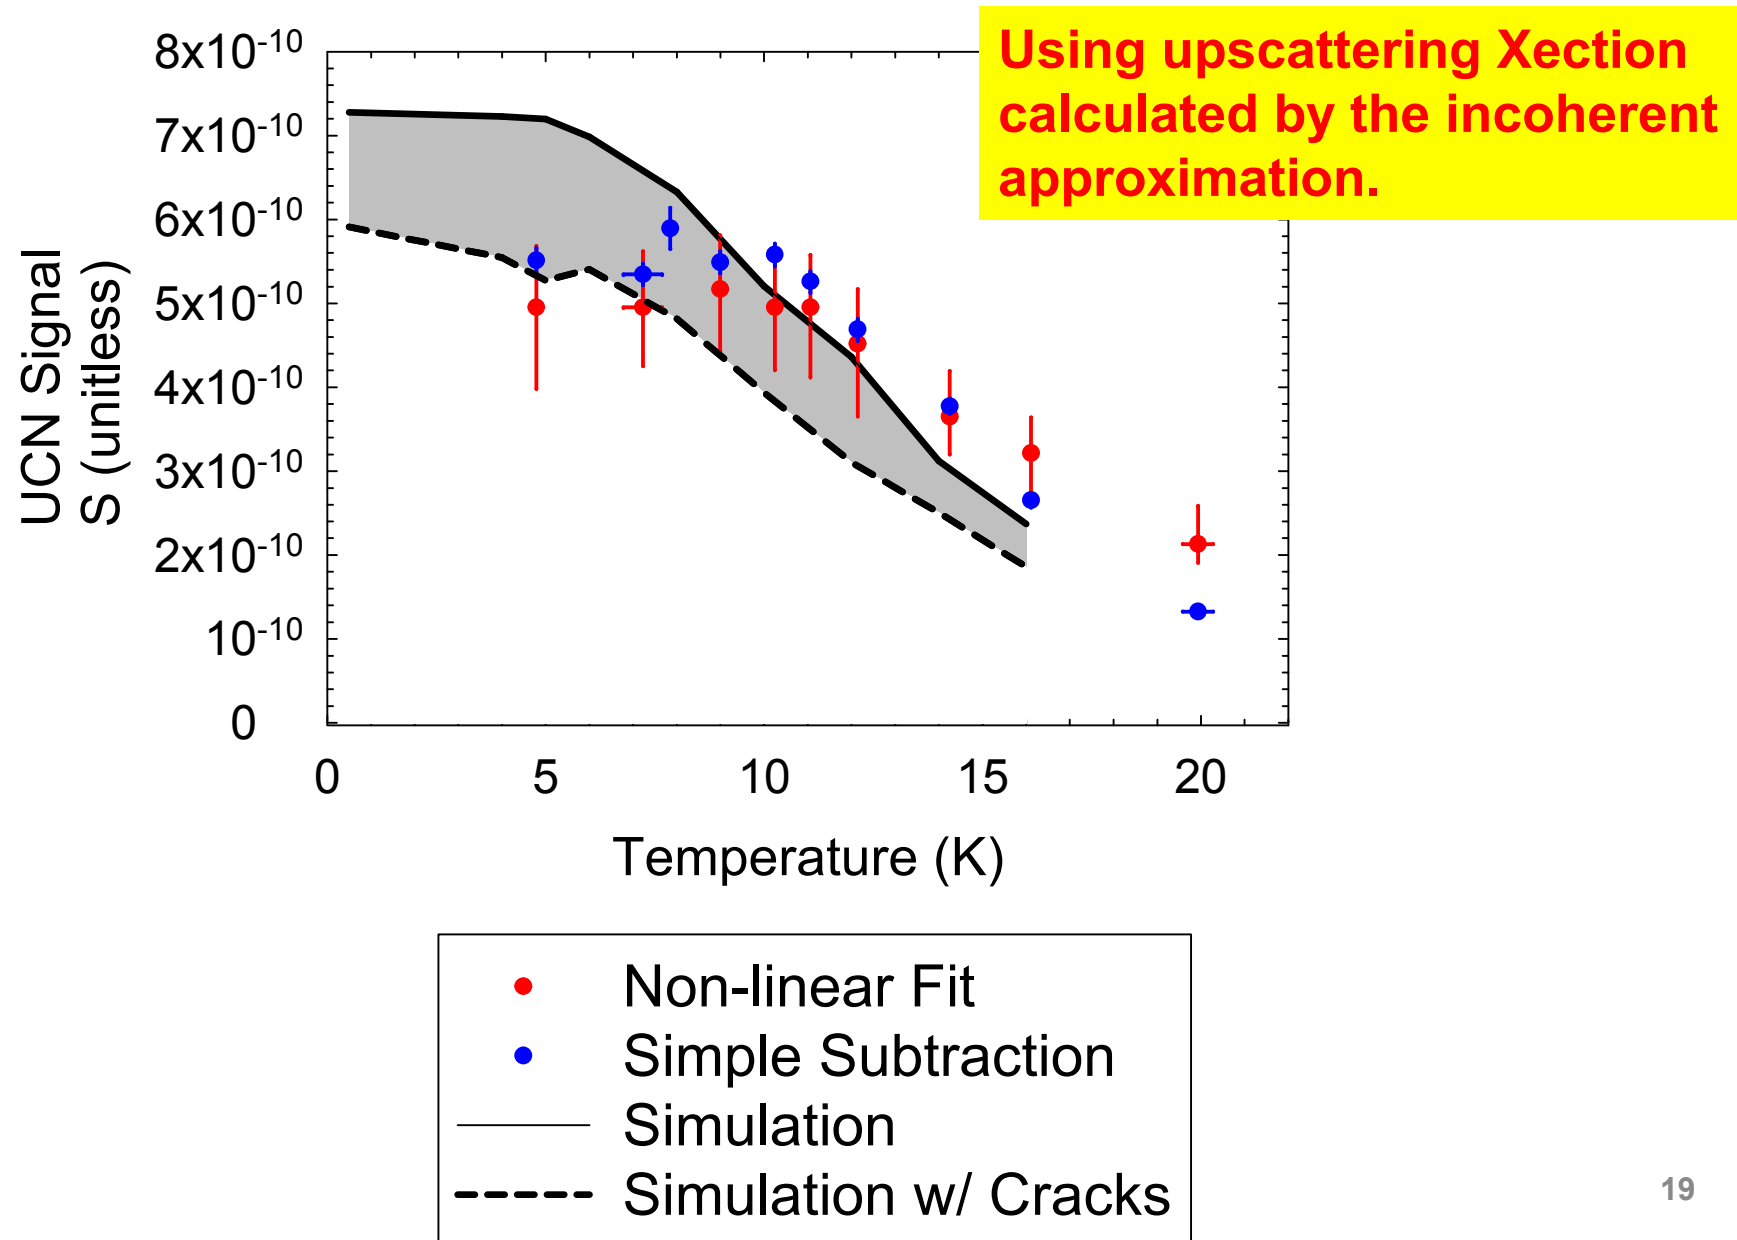 Using upscattering Xection
calculated by the incoherent
approximation.
8x10-10
7x10-10
6x10-10
5x10-10
4x10-10
3x10-10
2x10-10
10-10
0
UCN Signal
S (unitless)
0 5 10 15 20
Temperature (K)
Non-linear Fit
Simple Subtraction
Simulation
Simulation w/ Cracks
19